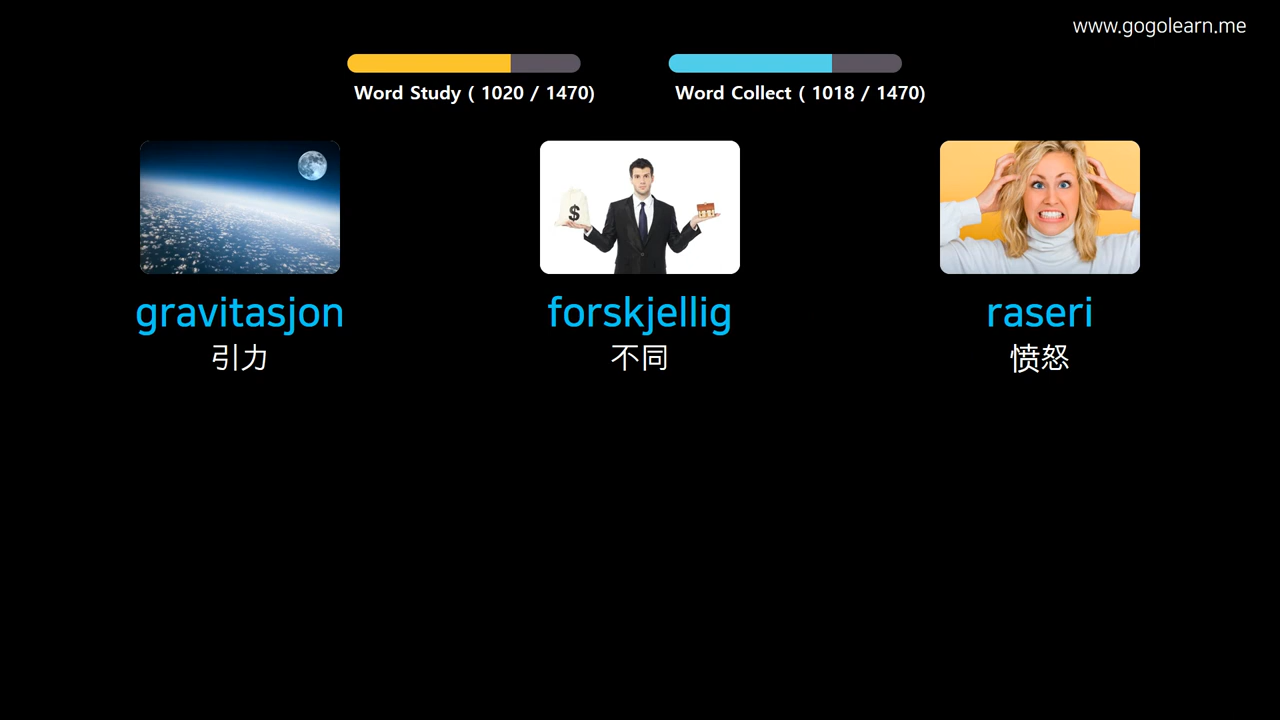 www.gogolearn.me
Word Study ( 1020 / 1470)
Word Collect ( 1018 / 1470)
$
gravitasjon
forskjellig
raseri
引力
不同
愤怒